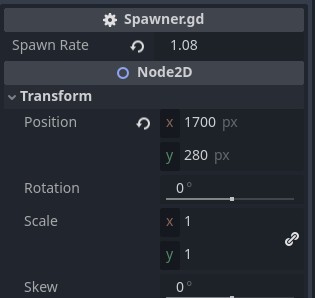 Spawner.gd
Spawn Rate 1.08
Node2D
Transform
Position x 1700 px
y 280 px
Rotation 0 °
Scale x 1
y 1
Skew 0 °